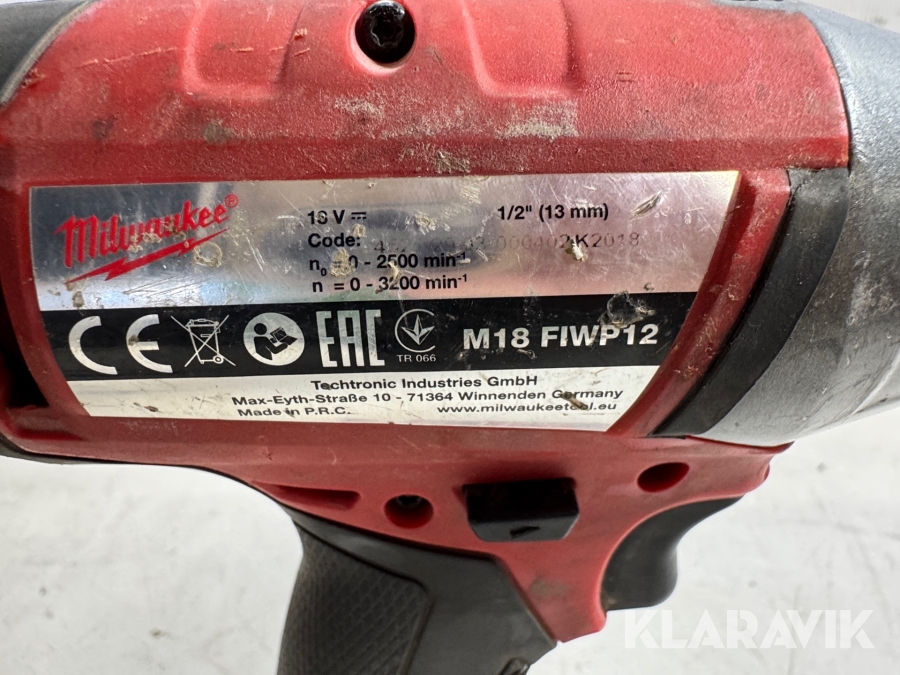 Milwaukee®
18 V 1/2" (13 mm)
Code: 000402 K2018
n₀ = 0 - 2500 min⁻¹
n = 0 - 3200 min⁻¹
CE EAC TR 066 M18 FIWP12
Techtronic Industries GmbH
Max-Eyth-Straße 10 - 71364 Winnenden Germany
Made in P.R.C. www.milwaukeetool.eu
KLARAVIK